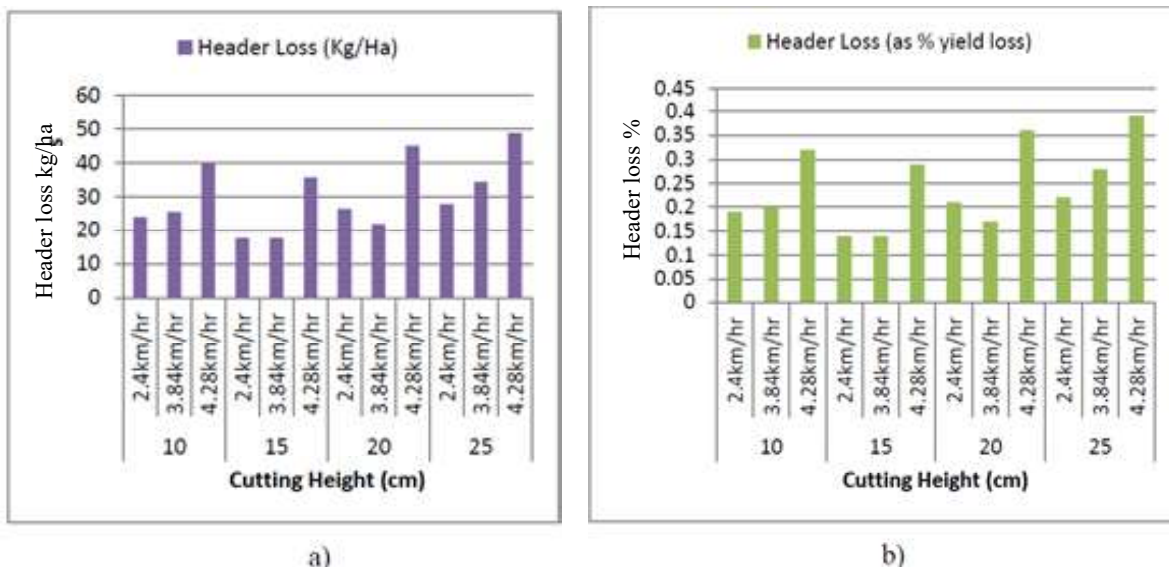 Header Loss (Kg/Ha)
Header loss kg/ha
60
50
40
30
20
10
0
2.4km/hr
3.84km/hr
4.28km/hr
2.4km/hr
3.84km/hr
4.28km/hr
2.4km/hr
3.84km/hr
4.28km/hr
2.4km/hr
3.84km/hr
4.28km/hr
10 15 20 25
Cutting Height (cm)
a)
Header Loss (as % yield loss)
Header loss %
0.45
0.4
0.35
0.3
0.25
0.2
0.15
0.1
0.05
0
2.4km/hr
3.84km/hr
4.28km/hr
2.4km/hr
3.84km/hr
4.28km/hr
2.4km/hr
3.84km/hr
4.28km/hr
2.4km/hr
3.84km/hr
4.28km/hr
10 15 20 25
Cutting Height (cm)
b)